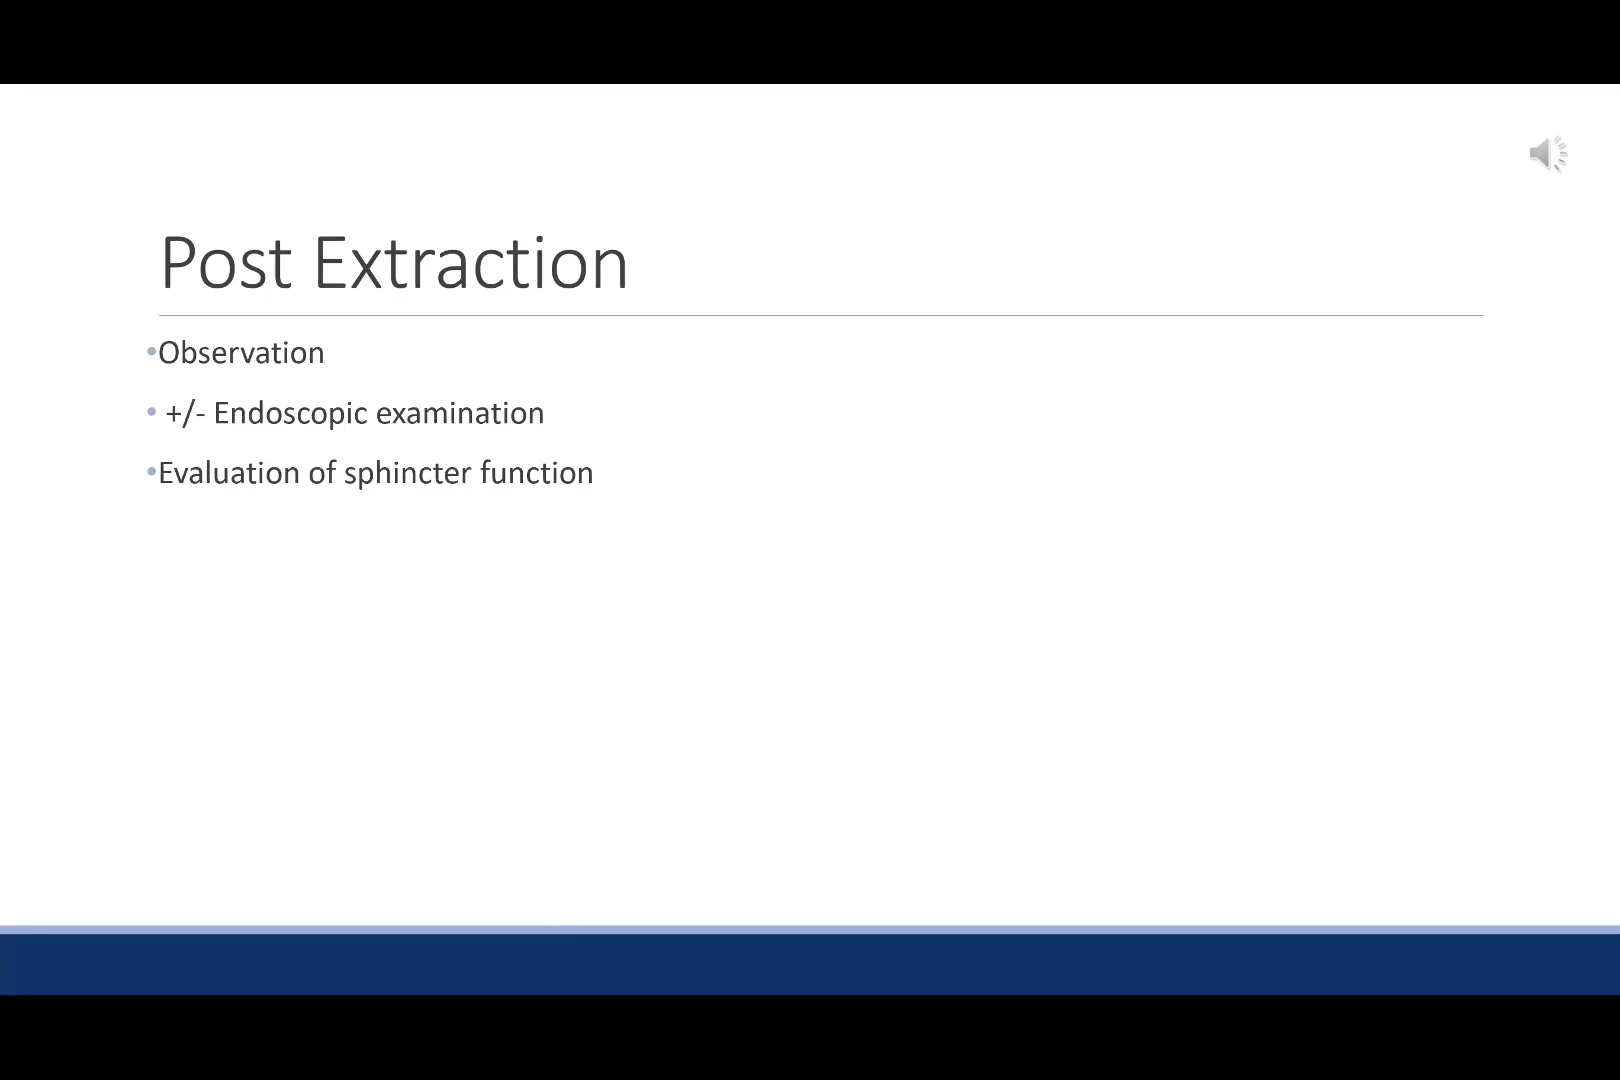 Post Extraction
•Observation
• +/- Endoscopic examination
•Evaluation of sphincter function